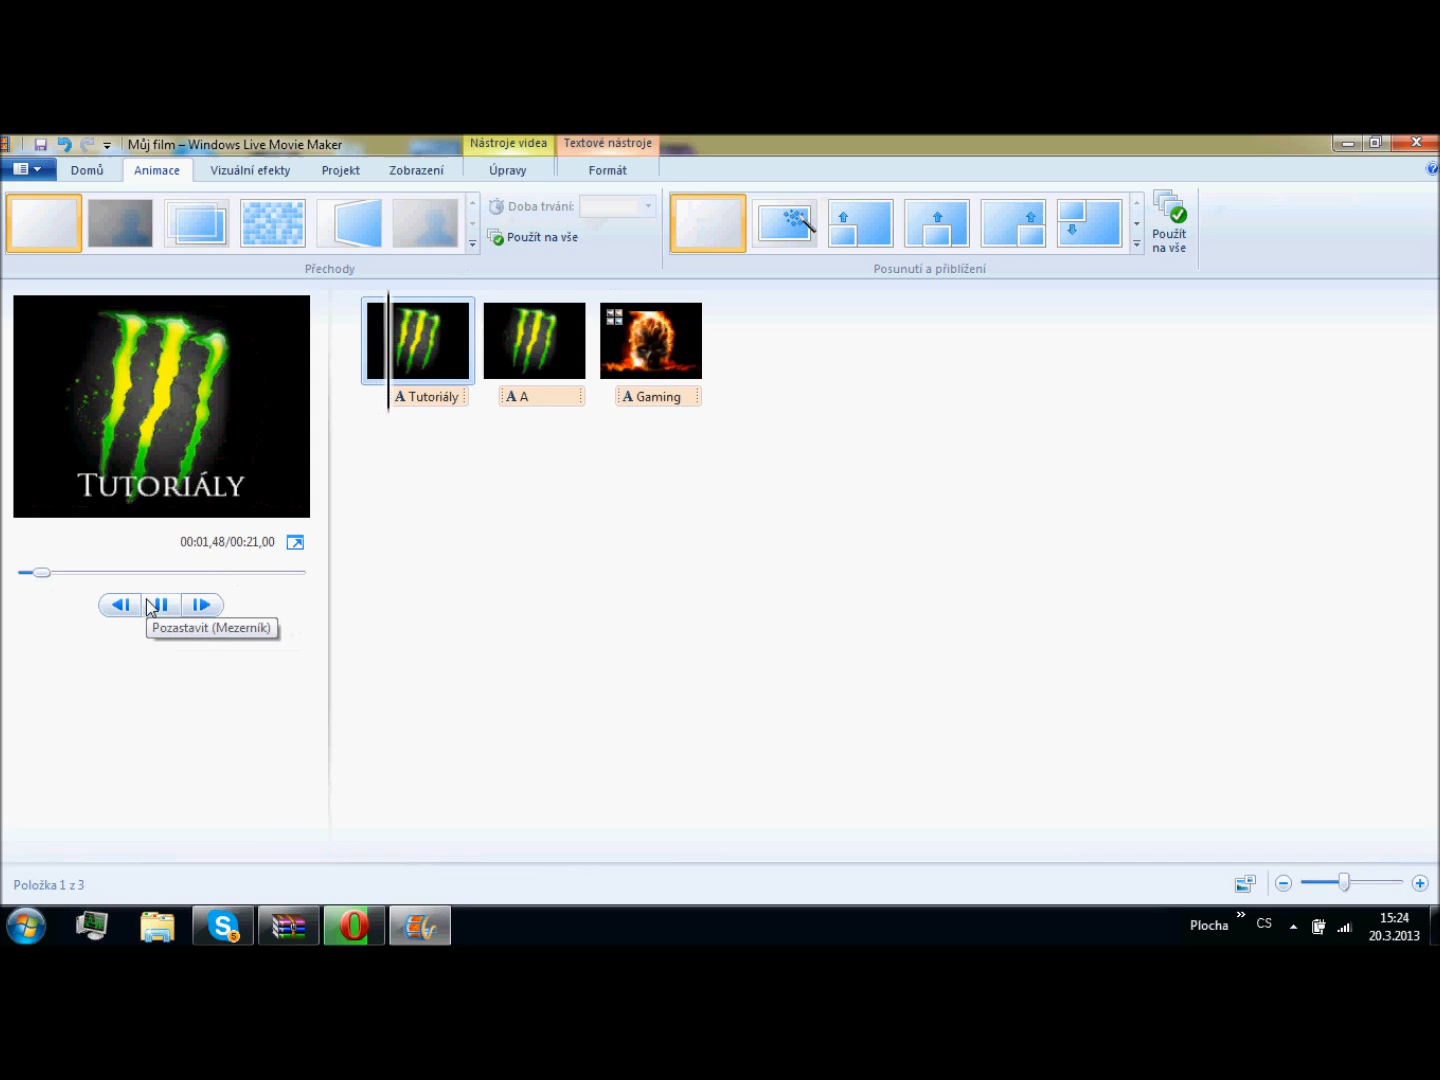 Můj film – Windows Live Movie Maker
Nástroje videa
Textové nástroje
Domů
Animace
Vizuální efekty
Projekt
Zobrazení
Úpravy
Formát
Doba trvání:
Použít na vše
Přechody
Posunutí a přiblížení
Použít
na vše
Tutoriály
00:01,48/00:21,00
Pozastavit (Mezerník)
A Tutoriály
A A
A Gaming
Položka 1 z 3
Plocha
CS
15:24
20.3.2013